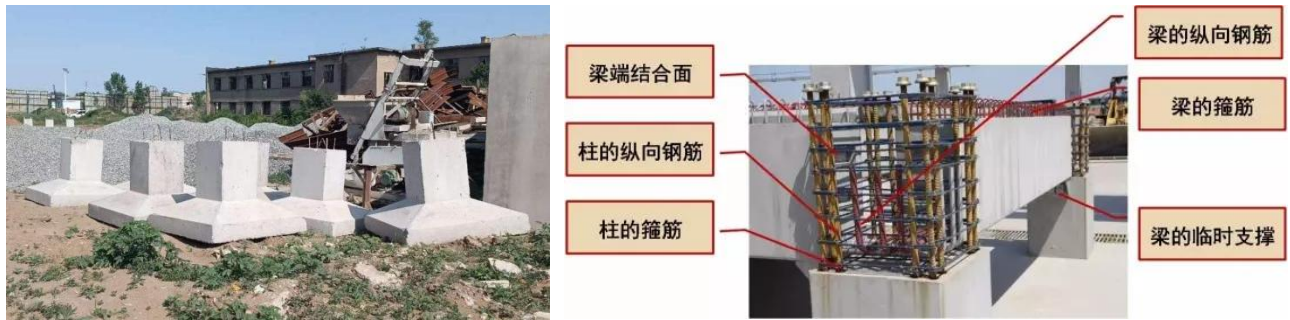 梁端结合面
柱的纵向钢筋
柱的箍筋
梁的纵向钢筋
梁的箍筋
梁的临时支撑